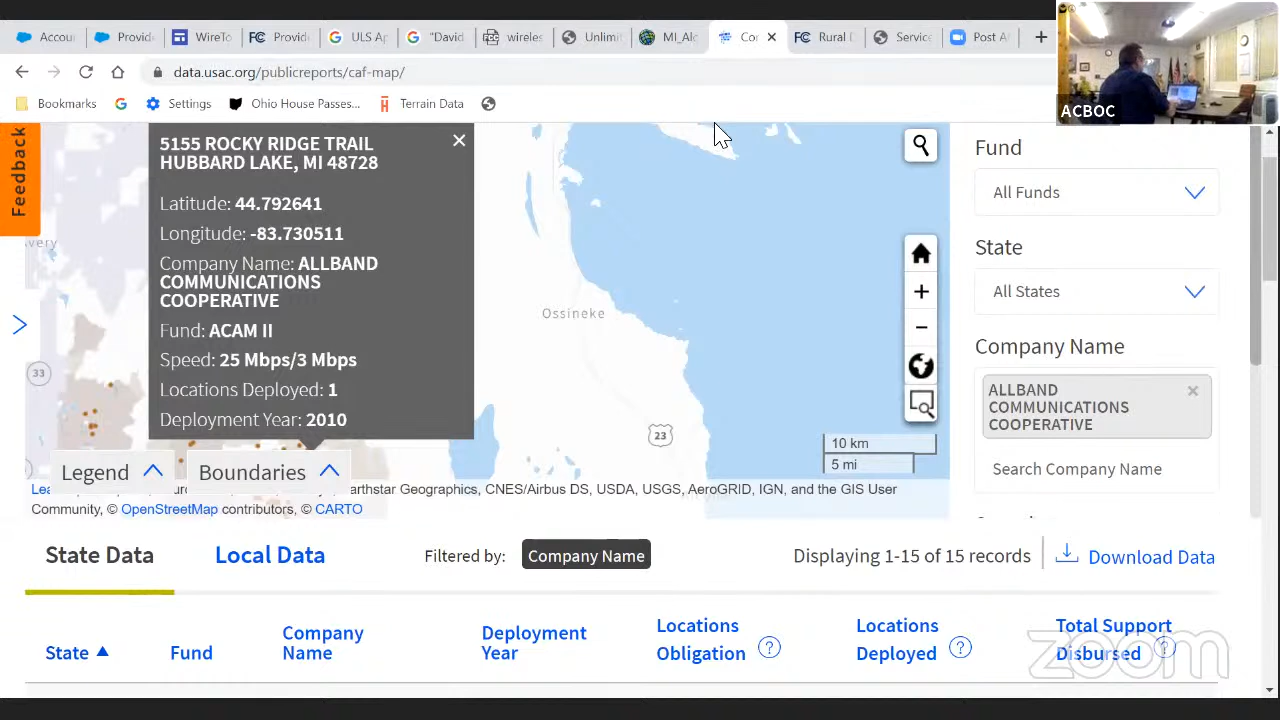 Accou
Provide
WireTo
Provid
ULS Ap
"David
wireles
Unlimit
MI_Alc
Cor
Rural D
Service
Post A
data.usac.org/publicreports/caf-map/
Bookmarks
Settings
Ohio House Passes...
Terrain Data
ACBOC
Feedback
5155 ROCKY RIDGE TRAIL
HUBBARD LAKE, MI 48728
Latitude: 44.792641
Longitude: -83.730511
Company Name: ALLBAND
COMMUNICATIONS
COOPERATIVE
Fund: ACAM II
Speed: 25 Mbps/3 Mbps
Locations Deployed: 1
Deployment Year: 2010
very
33
Ossineke
23
10 km
5 mi
Legend
Boundaries
Lea
arthstar Geographics, CNES/Airbus DS, USDA, USGS, AeroGRID, IGN, and the GIS User
Community, © OpenStreetMap contributors, © CARTO
Fund
All Funds
State
All States
Company Name
ALLBAND
COMMUNICATIONS
COOPERATIVE
Search Company Name
State Data
Local Data
Filtered by:
Company Name
Displaying 1-15 of 15 records
Download Data
State
Fund
Company
Name
Deployment
Year
Locations
Obligation
Locations
Deployed
Total Support
Disbursed
zoom